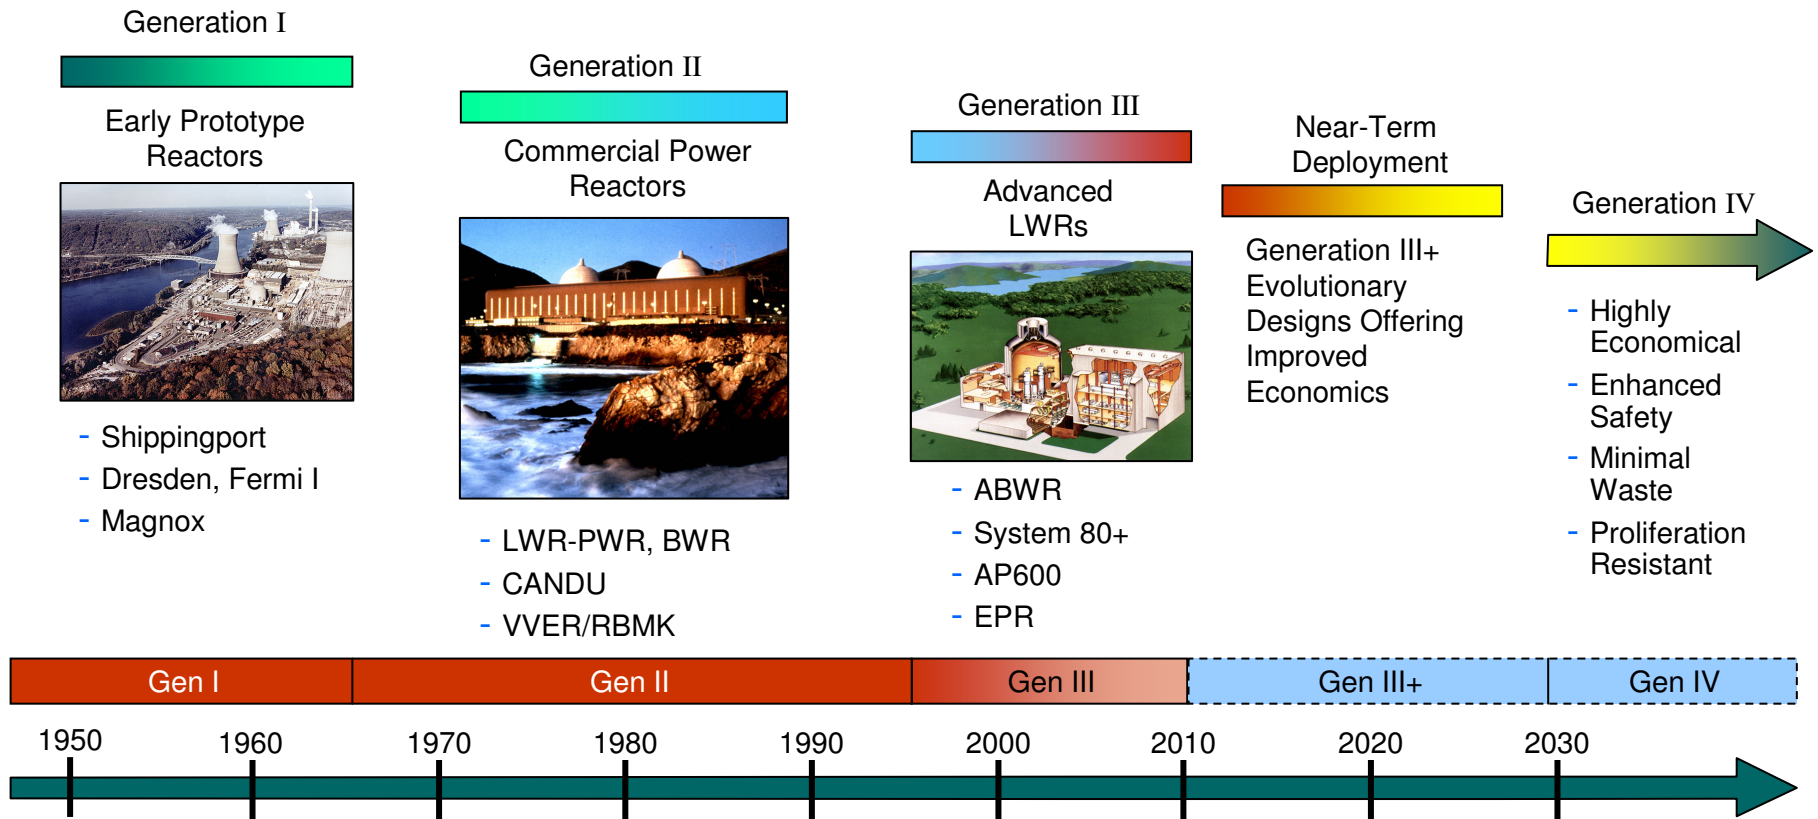 Generation I
Early Prototype
Reactors
- Shippingport
- Dresden, Fermi I
- Magnox
Generation II
Commercial Power
Reactors
- LWR-PWR, BWR
- CANDU
- VVER/RBMK
Generation III
Advanced
LWRs
- ABWR
- System 80+
- AP600
- EPR
Near-Term
Deployment
Generation III+
Evolutionary
Designs Offering
Improved
Economics
Generation IV
- Highly
Economical
- Enhanced
Safety
- Minimal
Waste
- Proliferation
Resistant
Gen I Gen II Gen III Gen III+ Gen IV
1950 1960 1970 1980 1990 2000 2010 2020 2030